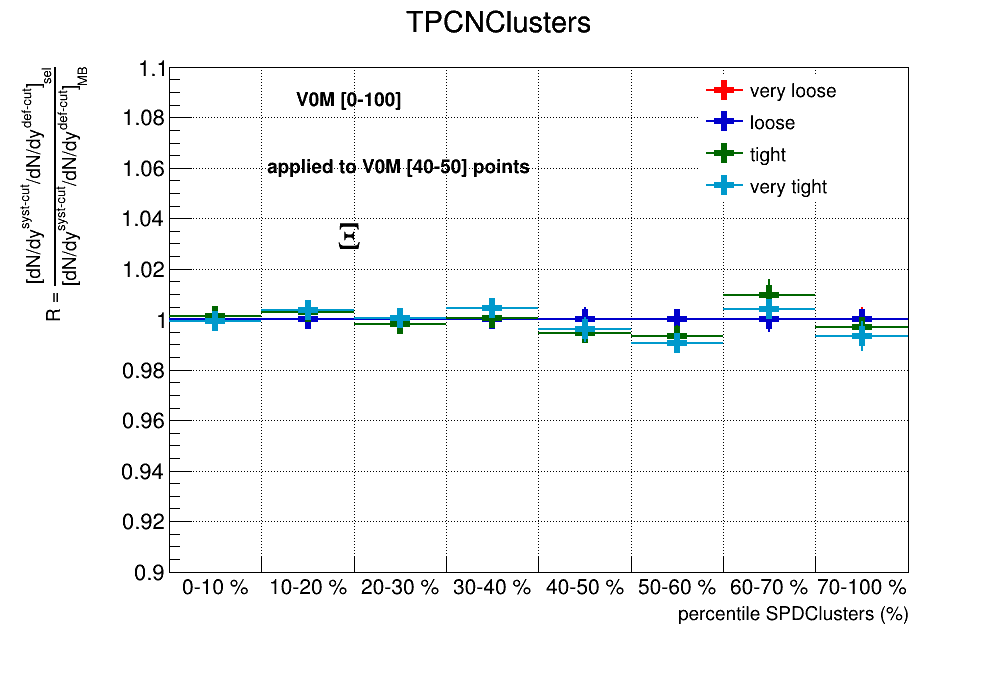 TPCNClusters
R = [dN/dy^syst-cut/dN/dy^def-cut]_sel
[dN/dy^syst-cut/dN/dy^def-cut]_MB
V0M [0-100]
applied to V0M [40-50] points
Ξ
very loose
loose
tight
very tight
1.1
1.08
1.06
1.04
1.02
1
0.98
0.96
0.94
0.92
0.9
0-10 % 10-20 % 20-30 % 30-40 % 40-50 % 50-60 % 60-70 % 70-100 %
percentile SPDClusters (%)